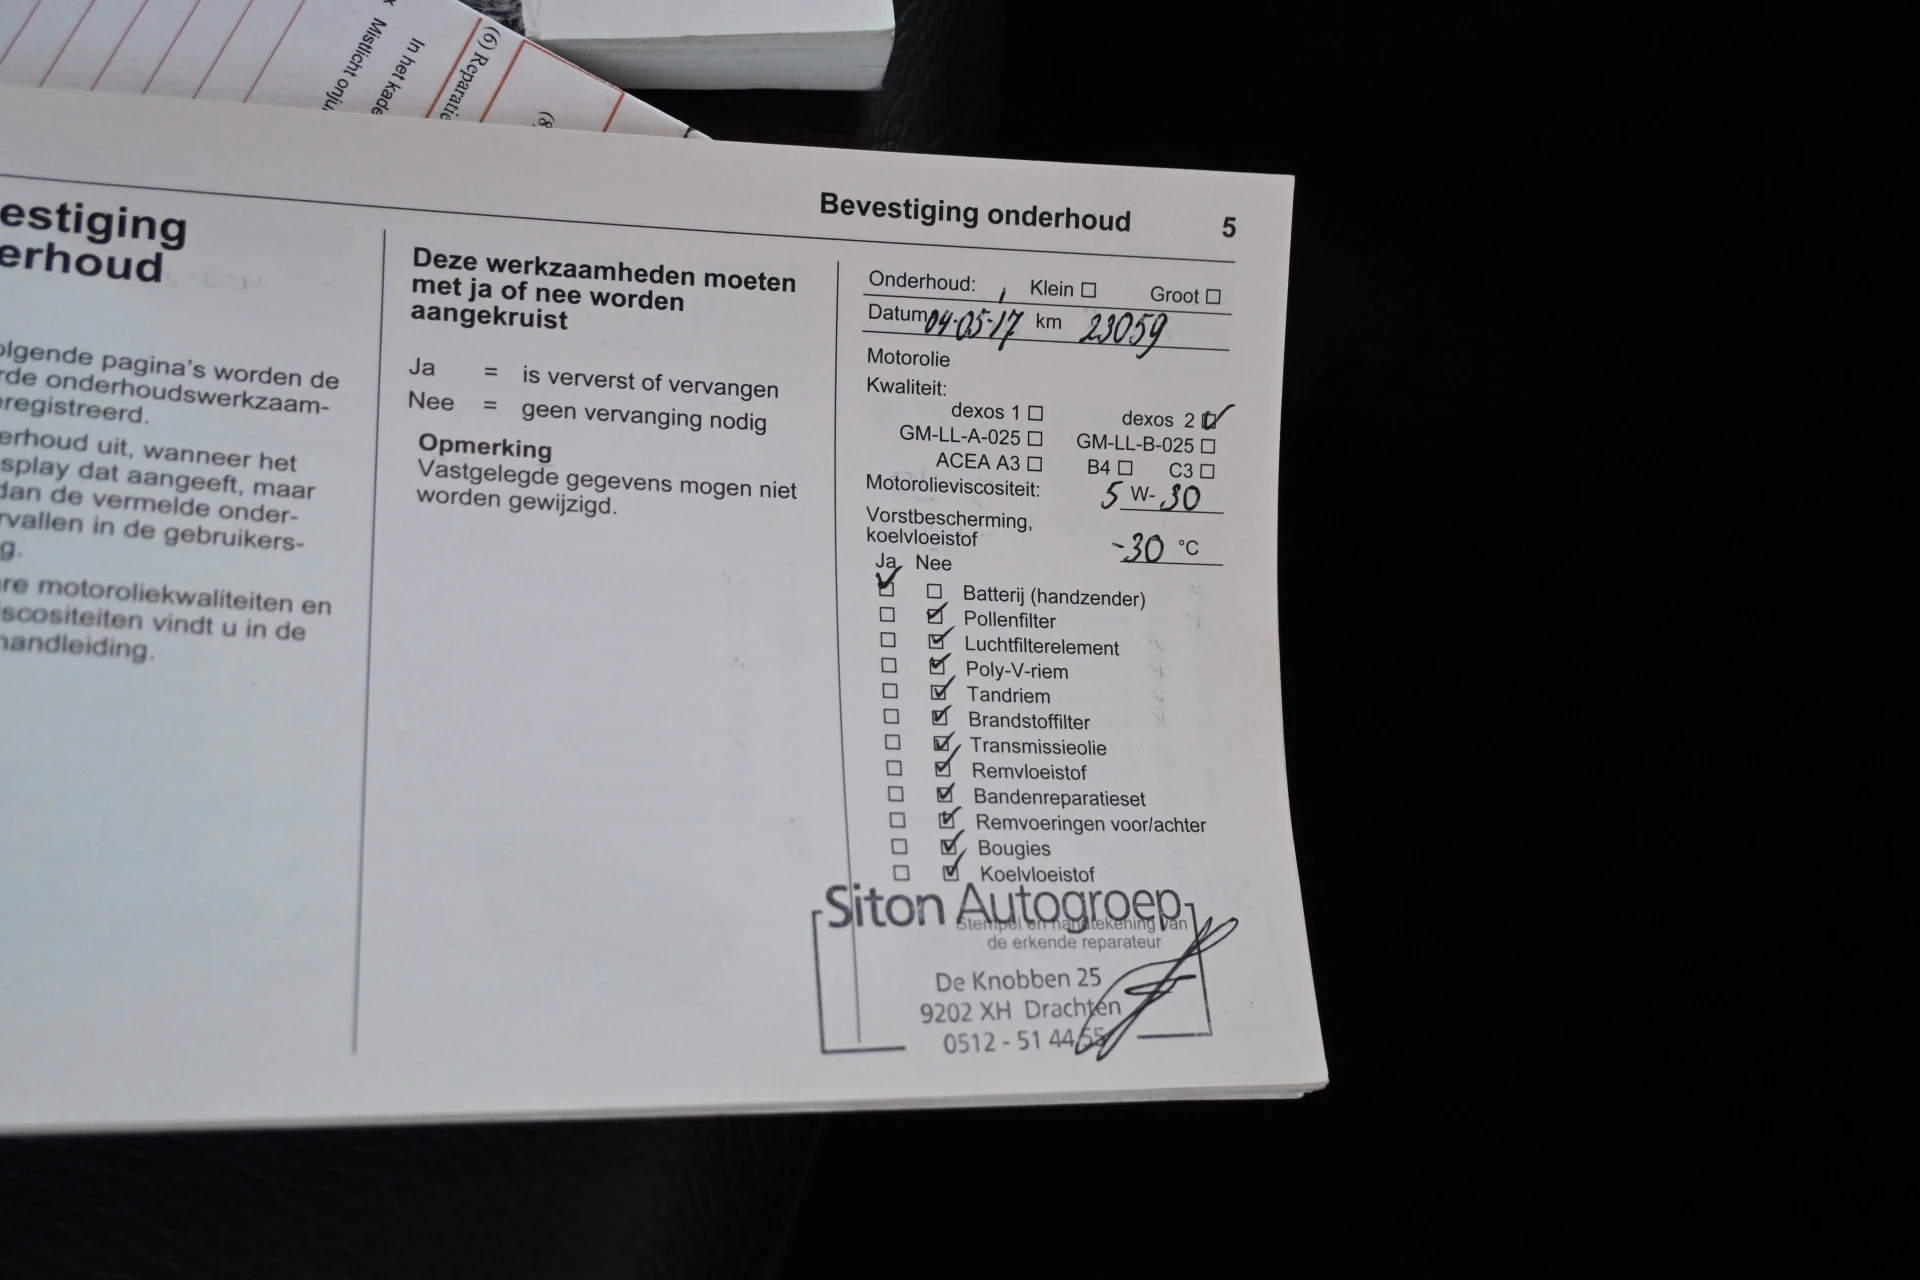 Mistlicht onju
In het kade
(6) Reparatie
(8
Bevestiging onderhoud 5
estiging
erhoud
olgende pagina's worden de
rde onderhoudswerkzaam-
eregistreerd.
erhoud uit, wanneer het
splay dat aangeeft, maar
dan de vermelde onder-
rvallen in de gebruikers-
g.
re motoroliekwaliteiten en
scositeiten vindt u in de
handleiding.
Deze werkzaamheden moeten
met ja of nee worden
aangekruist
Ja = is ververst of vervangen
Nee = geen vervanging nodig
Opmerking
Vastgelegde gegevens mogen niet
worden gewijzigd.
Onderhoud: Klein ☐ Groot ☐
Datum 04-05-17 km 23059
Motorolie
Kwaliteit:
dexos 1 ☐ dexos 2 ☑
GM-LL-A-025 ☐ GM-LL-B-025 ☐
ACEA A3 ☐ B4 ☐ C3 ☐
Motorolieviscositeit: 5 W-30
Vorstbescherming,
koelvloeistof -30 °C
Ja Nee
☑ ☐ Batterij (handzender)
☐ ☑ Pollenfilter
☐ ☑ Luchtfilterelement
☐ ☑ Poly-V-riem
☐ ☑ Tandriem
☐ ☑ Brandstoffilter
☐ ☑ Transmissieolie
☐ ☑ Remvloeistof
☐ ☑ Bandenreparatieset
☐ ☑ Remvoeringen voor/achter
☐ ☑ Bougies
☐ ☑ Koelvloeistof
Siton Autogroep
Stempel en handtekening van
de erkende reparateur
De Knobben 25
9202 XH Drachten
0512 - 51 44 55